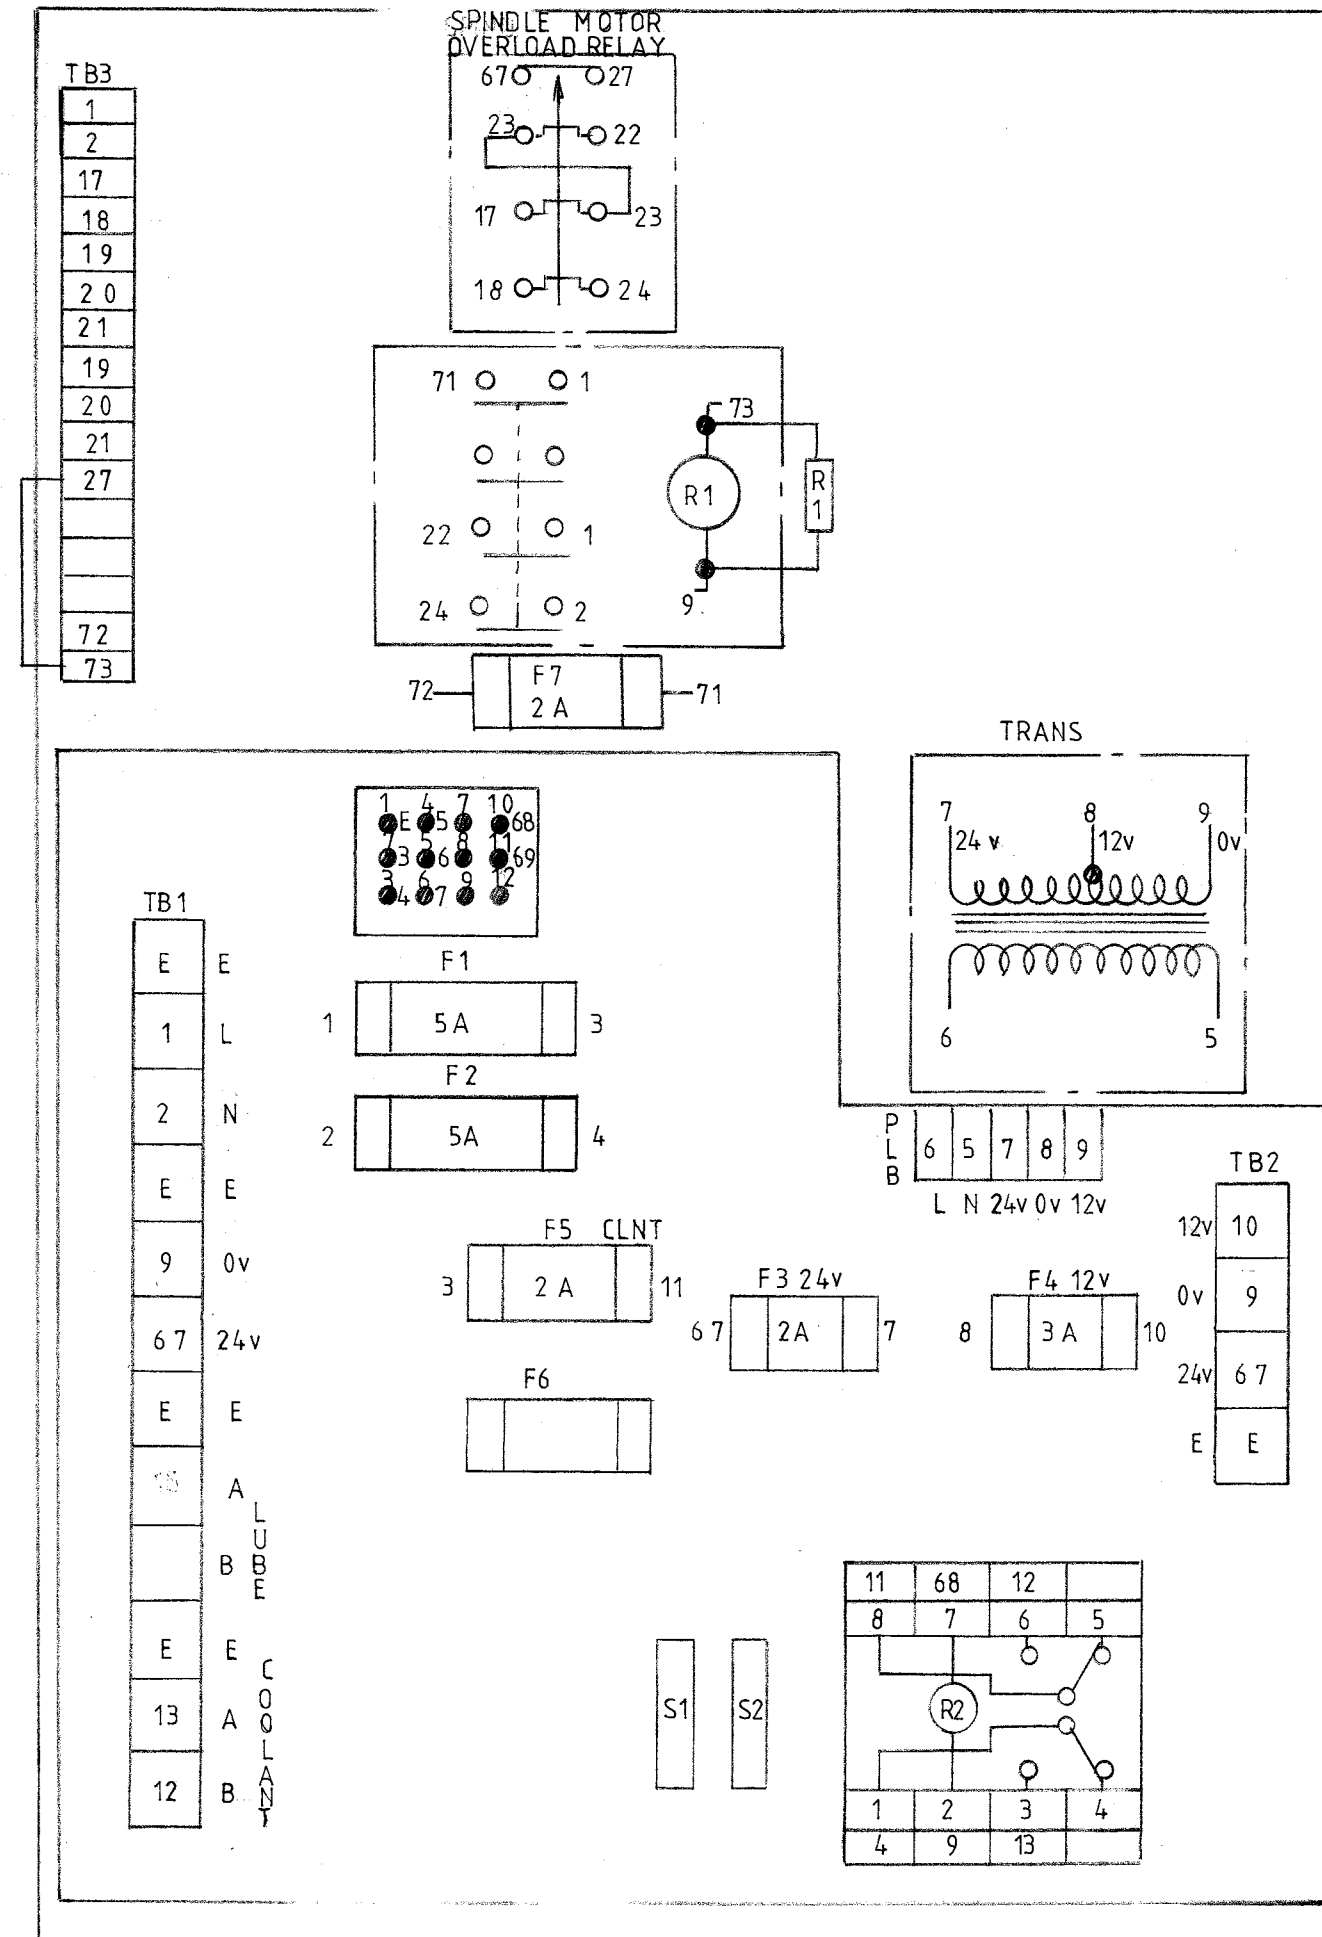 SPINDLE MOTOR
OVERLOAD RELAY
67 27
23 22
17 23
18 24
TB3
1
2
17
18
19
20
21
19
20
21
27
72
73
71 1
22 1
24 2
73
R1
R1
9
F7
72 2A 71
TRANS
7 8 9
24v 12v 0v
6 5
1 4 7 10
E 5 68
5 8 11
3 6 69
3 6 9 12
4 7
TB1
E E
1 L
2 N
E E
9 0v
67 24v
E E
A
B
LUBE
E E
13 A
12 B
COOLANT
F1
1 5A 3
F2
2 5A 4
PLB
6 5 7 8 9
L N 24v 0v 12v
F5 CLNT
3 2A 11
F3 24v
67 2A 7
F4 12v
8 3A 10
F6
TB2
12v 10
0v 9
24v 67
E E
S1 S2
11 68 12
8 7 6 5
R2
1 2 3 4
4 9 13